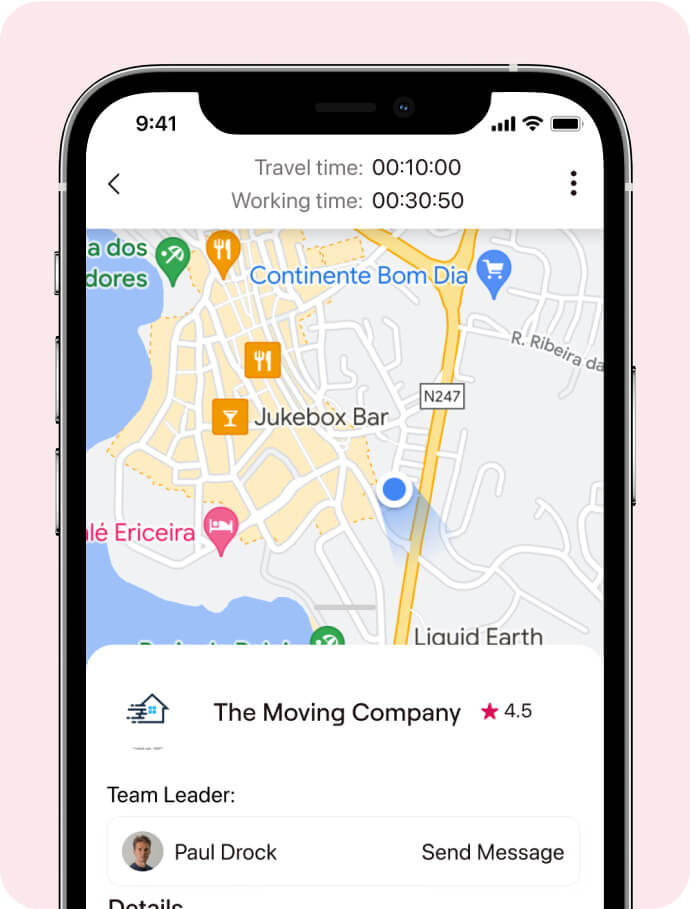 9:41
Travel time: 00:10:00
Working time: 00:30:50
a dos
dores
Continente Bom Dia
R. Ribeira da
N247
Jukebox Bar
lé Ericeira
Liquid Earth
The Moving Company 4.5
Team Leader:
Paul Drock Send Message
Details